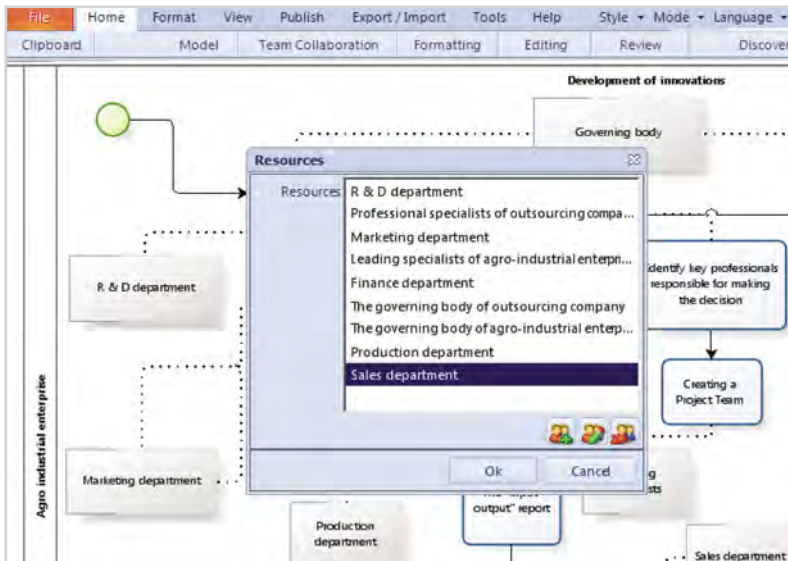 File Home Format View Publish Export / Import Tools Help Style Mode Language
Clipboard Model Team Collaboration Formatting Editing Review Discover
Development of innovations
Governing body
Resources
Resources
R & D department
Professional specialists of outsourcing compa...
Marketing department
Leading specialists of agro-industrial enterpri...
Finance department
The governing body of outsourcing company
The governing body of agro-industrial enterp...
Production department
Sales department
Ok Cancel
R & D department
Identify key professionals
responsible for making
the decision
Creating a
Project Team
Agro industrial enterprise
Marketing department
output" report
Production
department
Sales department